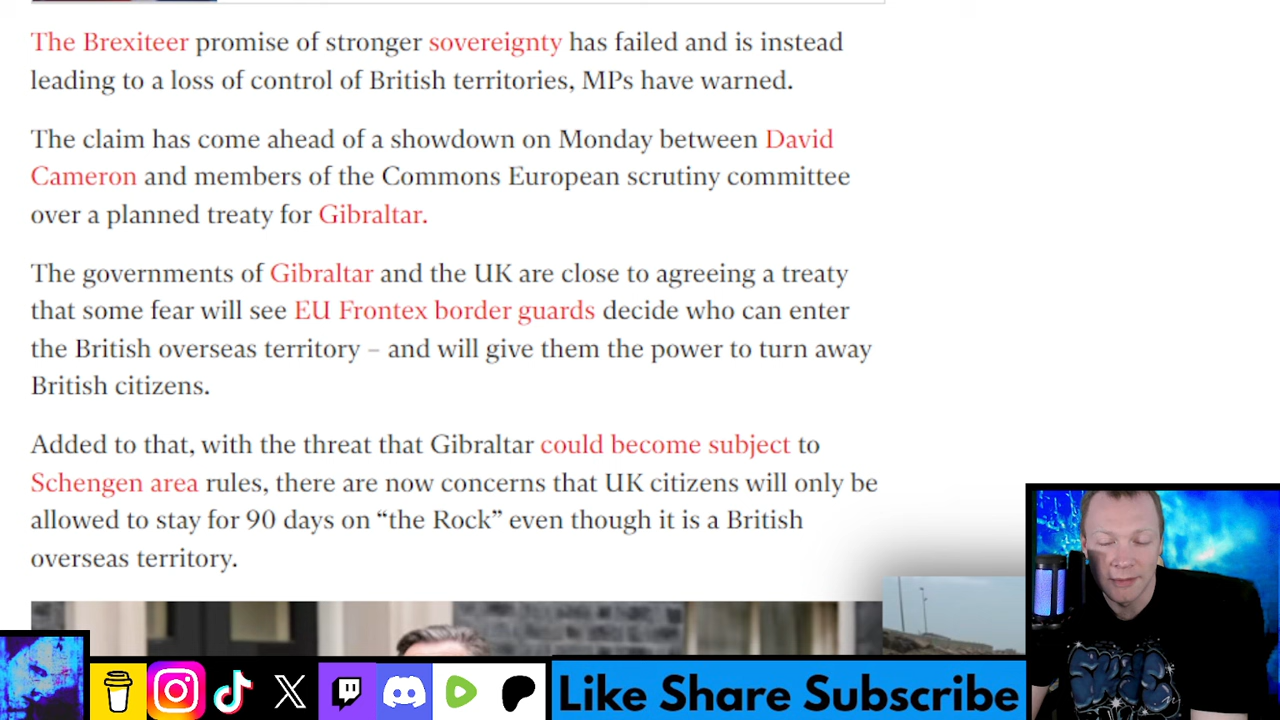 The Brexiteer promise of stronger sovereignty has failed and is instead
leading to a loss of control of British territories, MPs have warned.
The claim has come ahead of a showdown on Monday between David
Cameron and members of the Commons European scrutiny committee
over a planned treaty for Gibraltar.
The governments of Gibraltar and the UK are close to agreeing a treaty
that some fear will see EU Frontex border guards decide who can enter
the British overseas territory – and will give them the power to turn away
British citizens.
Added to that, with the threat that Gibraltar could become subject to
Schengen area rules, there are now concerns that UK citizens will only be
allowed to stay for 90 days on “the Rock” even though it is a British
overseas territory.
Like Share Subscribe